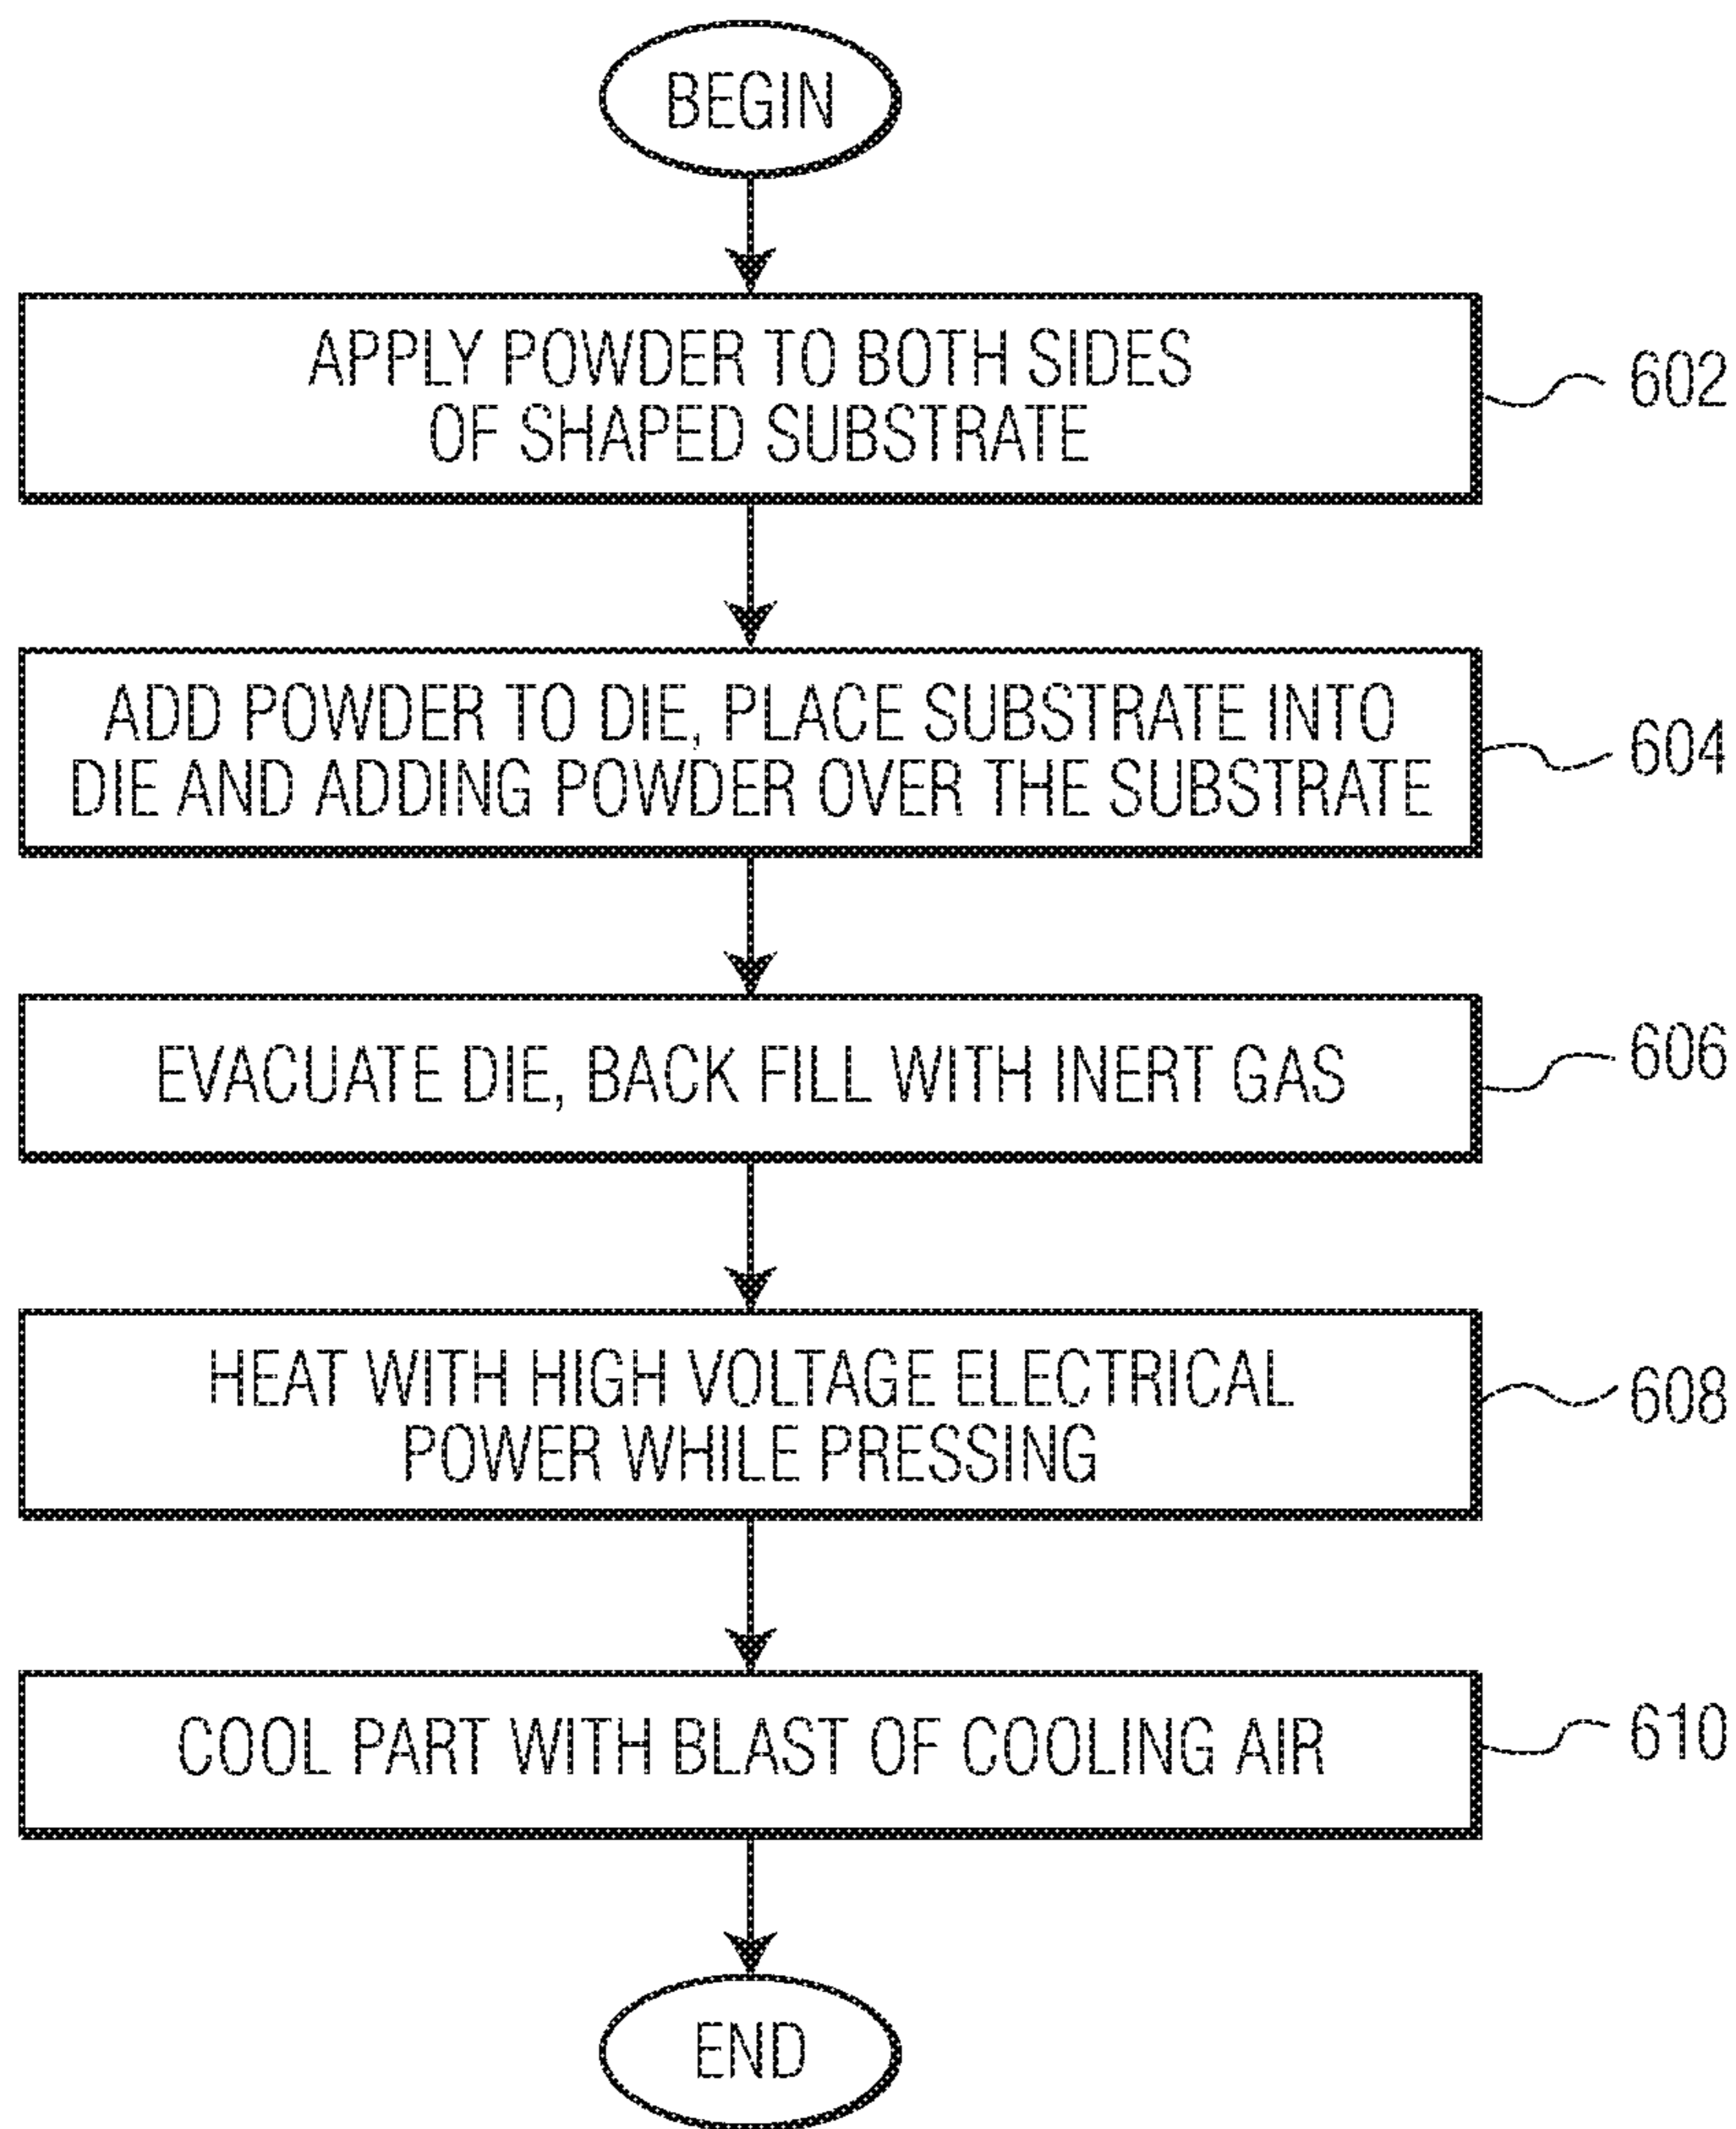 BEGIN
APPLY POWDER TO BOTH SIDES
OF SHAPED SUBSTRATE
602
ADD POWDER TO DIE, PLACE SUBSTRATE INTO
DIE AND ADDING POWDER OVER THE SUBSTRATE
604
EVACUATE DIE, BACK FILL WITH INERT GAS
606
HEAT WITH HIGH VOLTAGE ELECTRICAL
POWER WHILE PRESSING
608
COOL PART WITH BLAST OF COOLING AIR
610
END